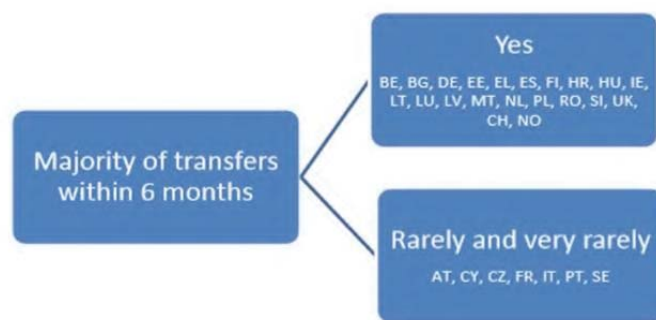 Yes
BE, BG, DE, EE, EL, ES, FI, HR, HU, IE,
LT, LU, LV, MT, NL, PL, RO, SI, UK,
CH, NO
Majority of transfers
within 6 months
Rarely and very rarely
AT, CY, CZ, FR, IT, PT, SE